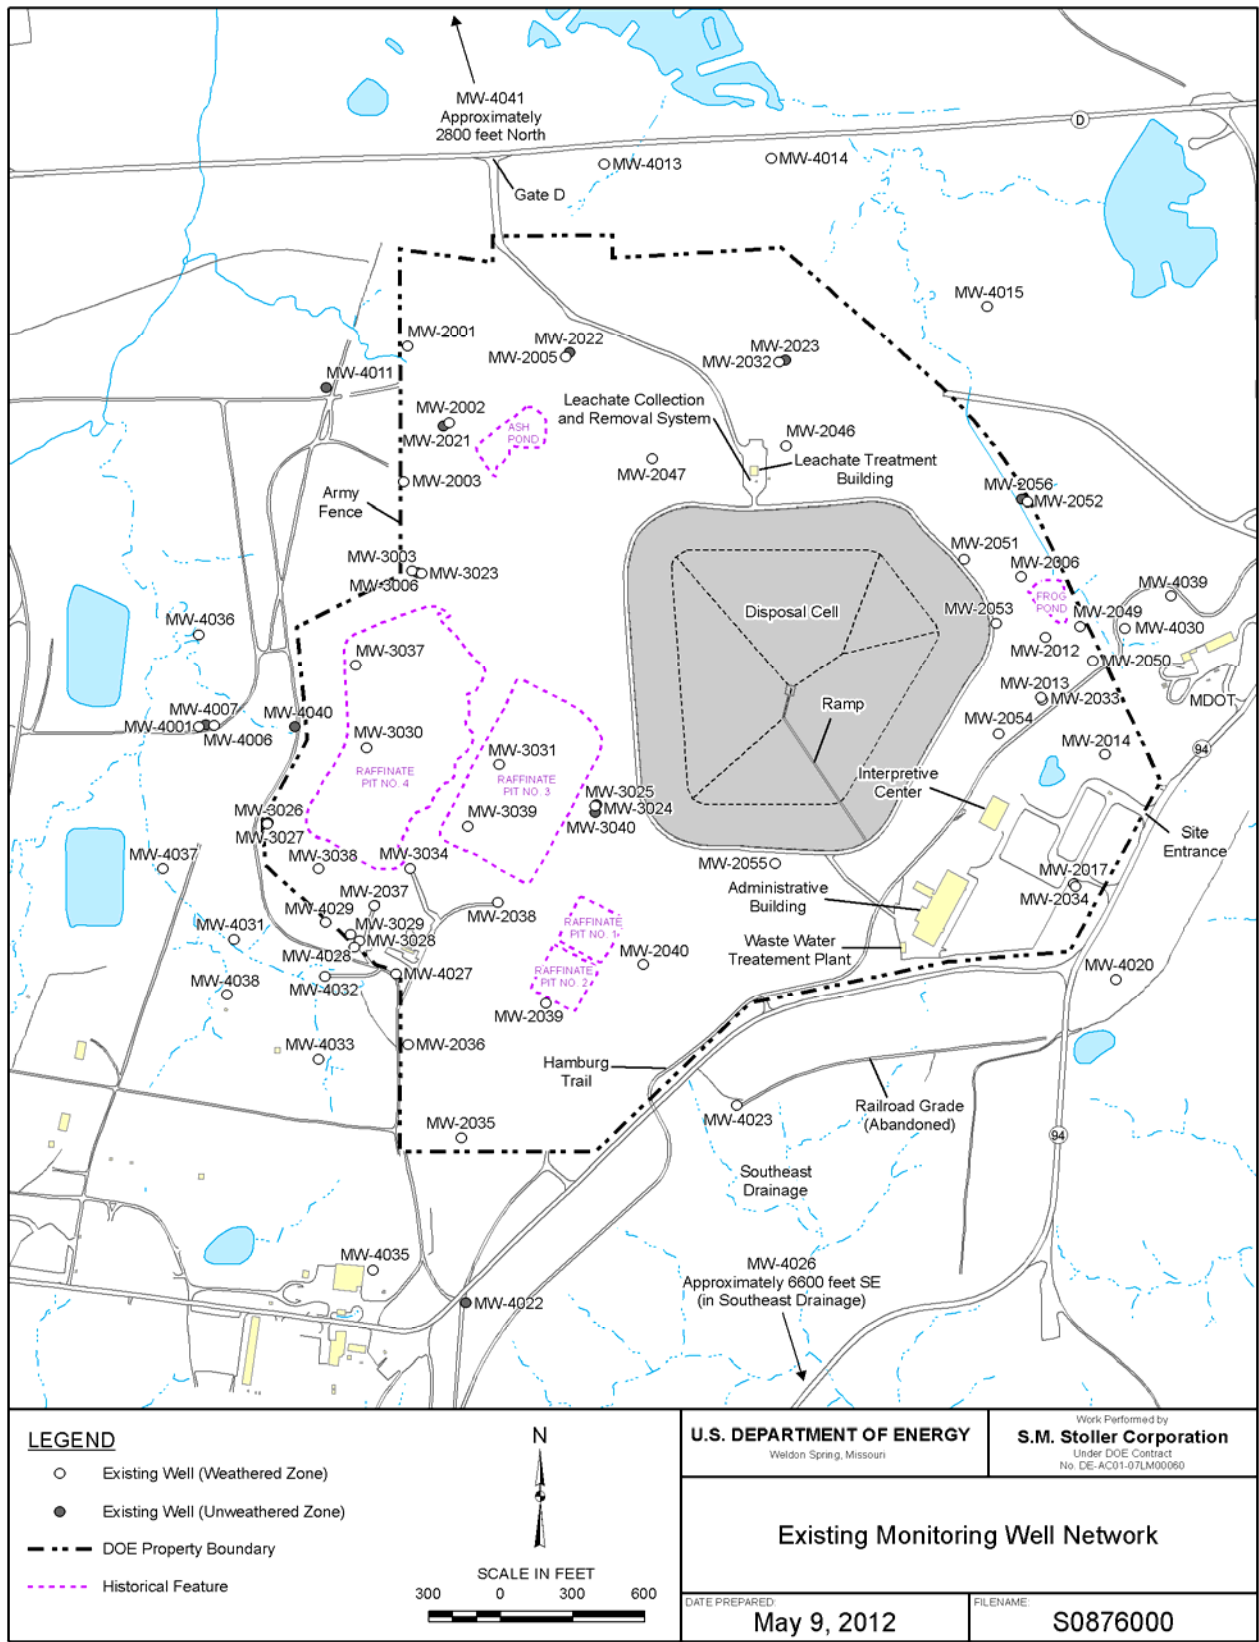 MW-4041
Approximately
2800 feet North
D
MW-4013
MW-4014
Gate D
MW-4015
MW-2001
MW-2022
MW-2005
MW-2023
MW-2032
MW-4011
Leachate Collection
and Removal System
MW-2002
MW-2021
ASH
POND
MW-2046
MW-2047
Leachate Treatment
Building
MW-2003
Army
Fence
MW-2056
MW-2052
MW-2051
MW-3003
MW-3023
MW-3006
MW-2006
FROG
POND
MW-4039
Disposal Cell
MW-2053
MW-2049
MW-4030
MW-4036
MW-2012
MW-2050
MW-3037
MDOT
MW-2013
MW-2033
MW-4007
MW-4001
MW-4006
MW-4040
Ramp
MW-2054
MW-2014
94
MW-3030
MW-3031
RAFFINATE
PIT NO. 4
RAFFINATE
PIT NO. 3
Interpretive
Center
MW-3025
MW-3024
MW-3040
MW-3026
MW-3027
MW-3039
Site
Entrance
MW-4037
MW-3038
MW-3034
MW-2055
MW-2017
MW-2034
MW-2037
MW-2038
Administrative
Building
MW-4029
MW-4031
MW-3029
MW-3028
MW-4028
RAFFINATE
PIT NO. 1
Waste Water
Treatement Plant
MW-2040
MW-4027
RAFFINATE
PIT NO. 2
MW-4020
MW-4038
MW-4032
MW-2039
MW-4033
MW-2036
Hamburg
Trail
MW-4023
Railroad Grade
(Abandoned)
MW-2035
94
Southeast
Drainage
MW-4035
MW-4026
Approximately 6600 feet SE
(in Southeast Drainage)
MW-4022
LEGEND
Existing Well (Weathered Zone)
Existing Well (Unweathered Zone)
DOE Property Boundary
Historical Feature
N
SCALE IN FEET
300 0 300 600
U.S. DEPARTMENT OF ENERGY
Weldon Spring, Missouri
Work Performed by
S.M. Stoller Corporation
Under DOE Contract
No. DE-AC01-07LM00060
Existing Monitoring Well Network
DATE PREPARED:
May 9, 2012
FILENAME:
S0876000